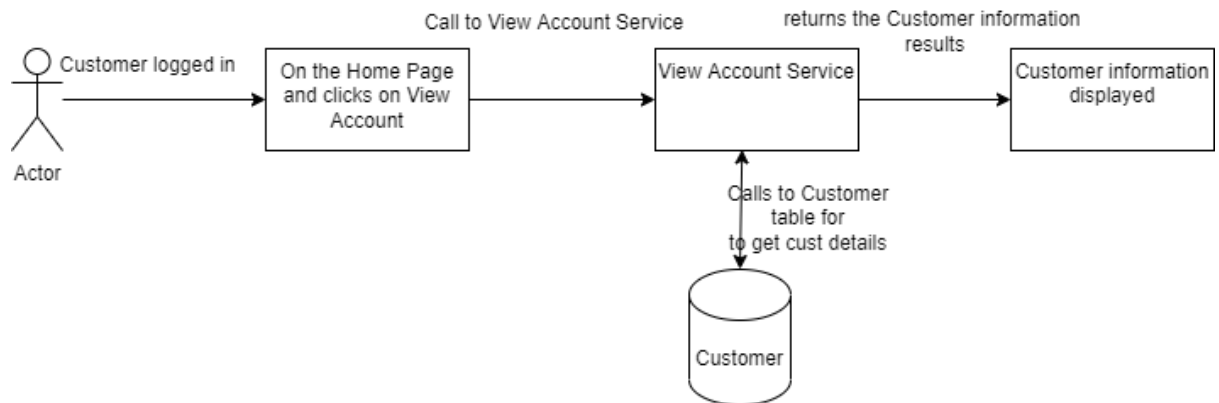 Call to View Account Service
returns the Customer information
results
Customer logged in
On the Home Page
and clicks on View
Account
View Account Service
Customer information
displayed
Actor
Calls to Customer
table for
to get cust details
Customer